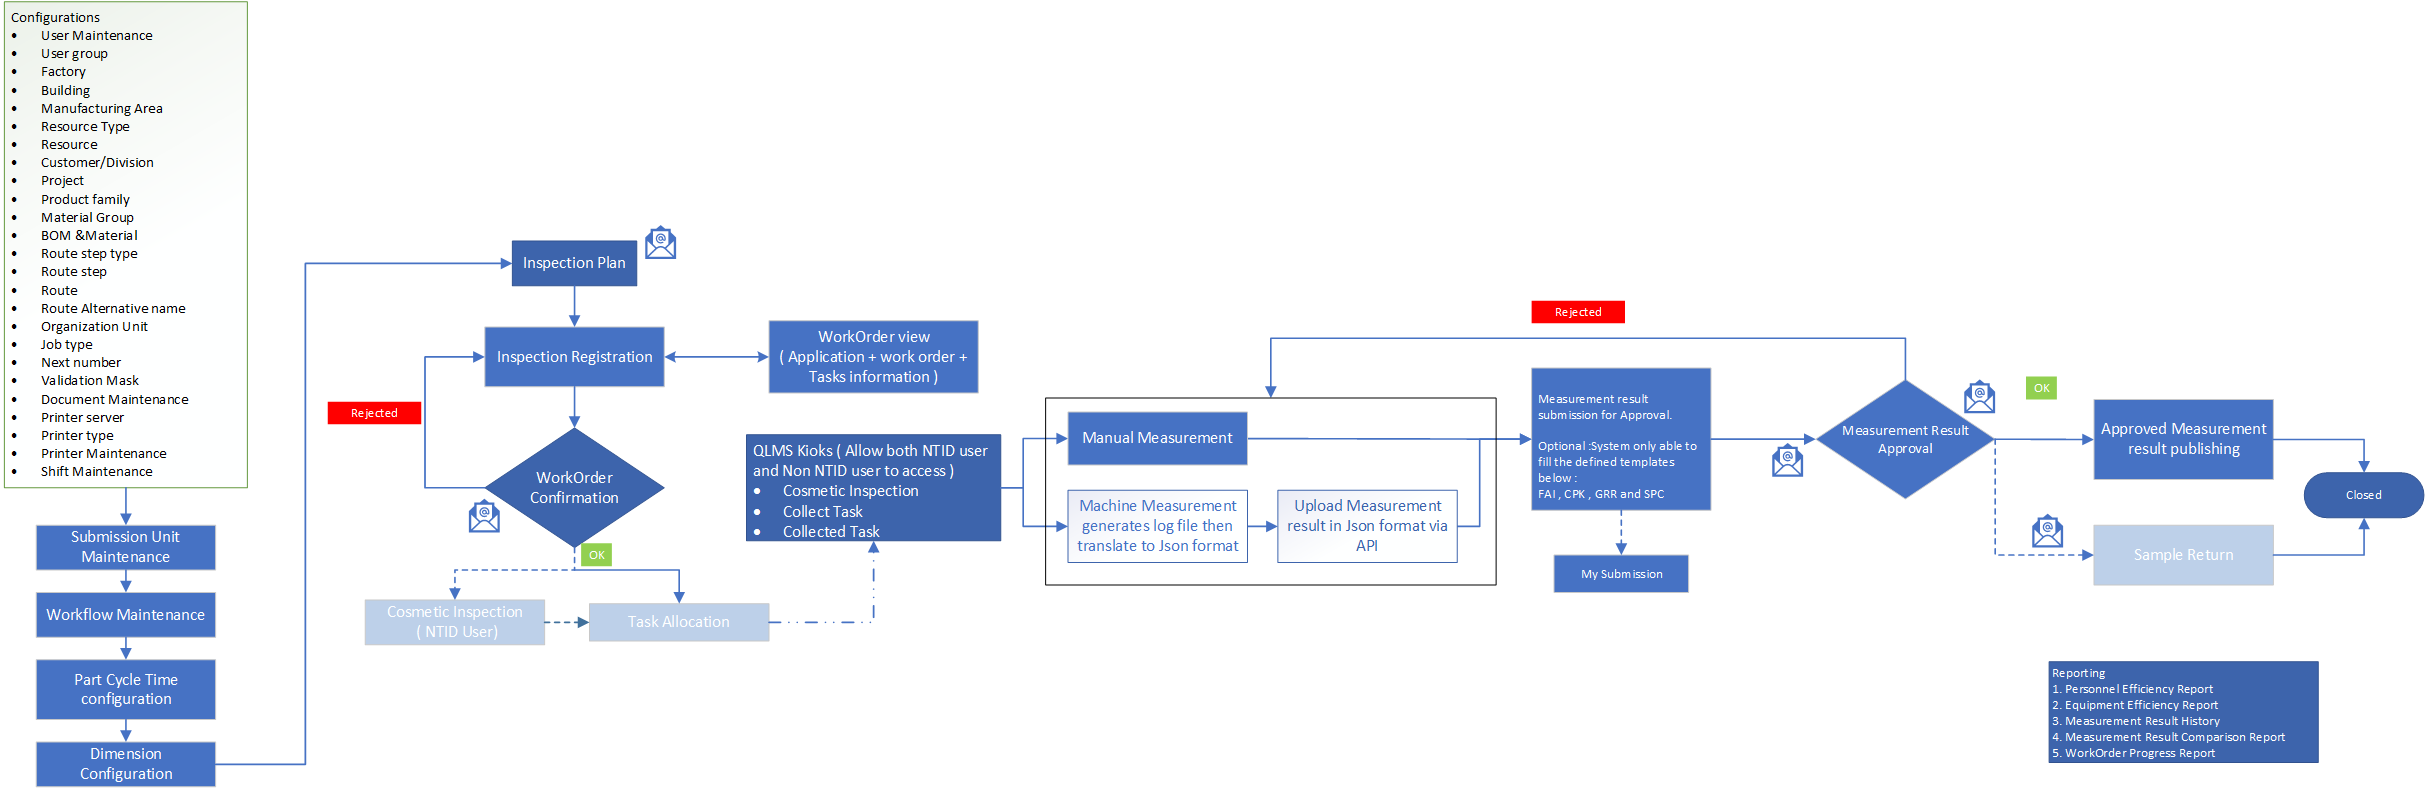 Configurations
• User Maintenance
• User group
• Factory
• Building
• Manufacturing Area
• Resource Type
• Resource
• Customer/Division
• Project
• Product family
• Material Group
• BOM &Material
• Route step type
• Route step
• Route
• Route Alternative name
• Organization Unit
• Job type
• Next number
• Validation Mask
• Document Maintenance
• Printer server
• Printer type
• Printer Maintenance
• Shift Maintenance
Submission Unit
Maintenance
Workflow Maintenance
Part Cycle Time
configuration
Dimension
Configuration
Inspection Plan
Inspection Registration
WorkOrder view
( Application + work order +
Tasks information )
Rejected
WorkOrder
Confirmation
OK
Cosmetic Inspection
( NTID User)
Task Allocation
QLMS Kioks ( Allow both NTID user
and Non NTID user to access )
• Cosmetic Inspection
• Collect Task
• Collected Task
Manual Measurement
Machine Measurement
generates log file then
translate to Json format
Upload Measurement
result in Json format via
API
Rejected
Measurement result
submission for Approval.
Optional :System only able to
fill the defined templates
below :
FAI , CPK , GRR and SPC
My Submission
Measurement Result
Approval
OK
Approved Measurement
result publishing
Sample Return
Closed
Reporting
1. Personnel Efficiency Report
2. Equipment Efficiency Report
3. Measurement Result History
4. Measurement Result Comparison Report
5. WorkOrder Progress Report